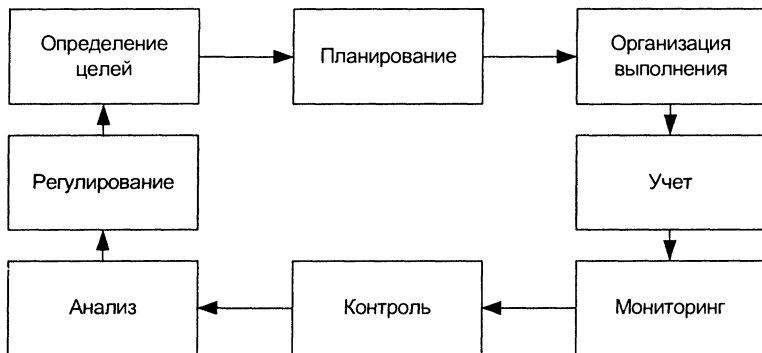 Определение
целей
Планирование
Организация
выполнения
Регулирование
Учет
Анализ
Контроль
Мониторинг